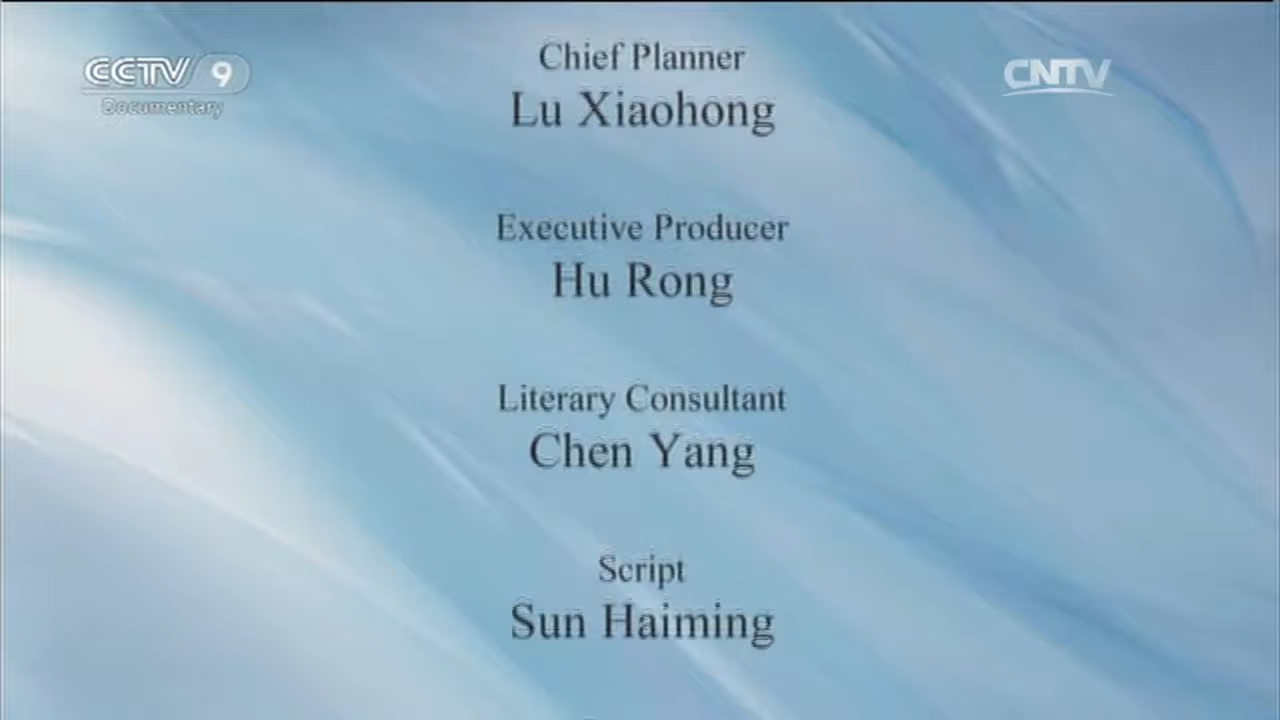 Chief Planner
CCTV 9
CNTV
Documentary
Lu Xiaohong
Executive Producer
Hu Rong
Literary Consultant
Chen Yang
Script
Sun Haiming